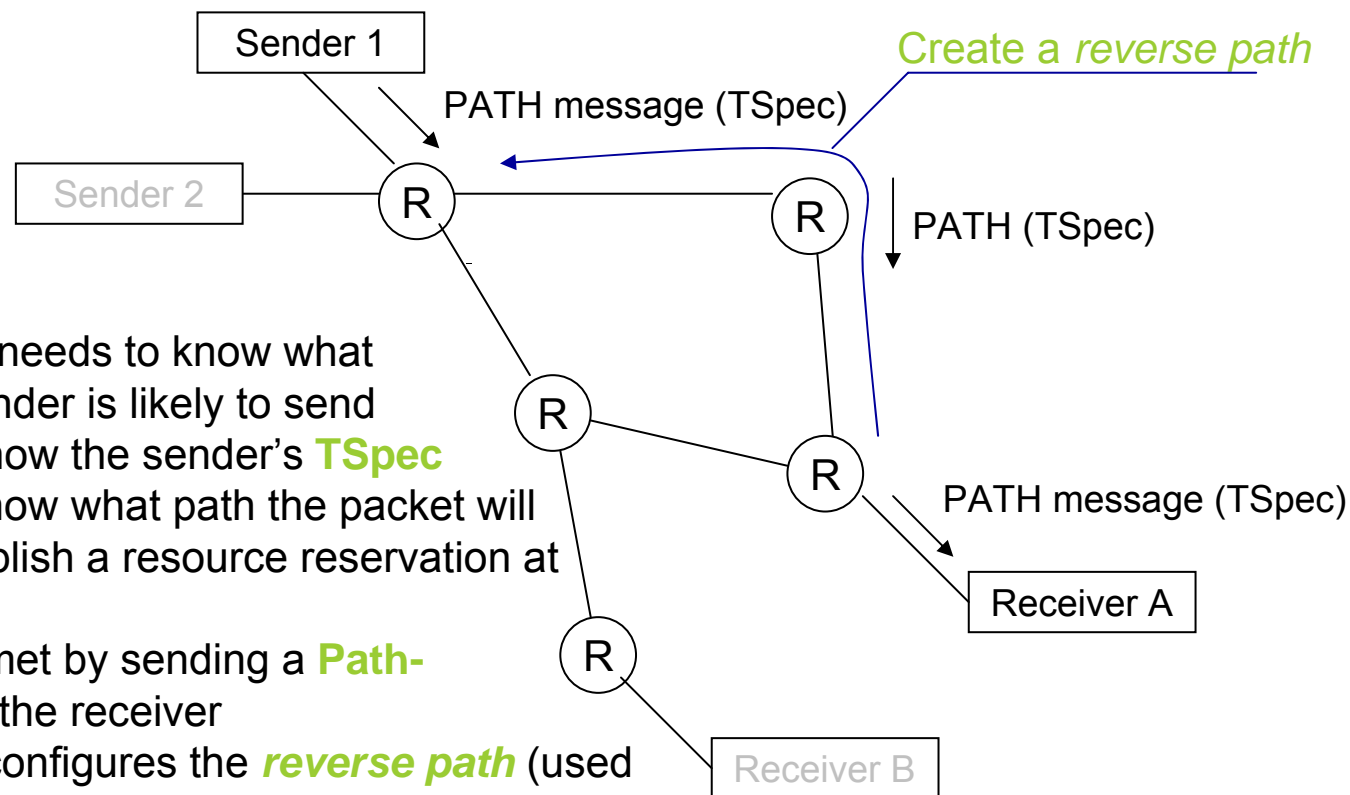 Sender 1
Create a reverse path
PATH message (TSpec)
Sender 2
R
R
PATH (TSpec)
needs to know what
nder is likely to send
R
now the sender's TSpec
R
now what path the packet will
PATH message (TSpec)
blish a resource reservation at
Receiver A
met by sending a Path-
R
the receiver
configures the reverse path (used
Receiver B